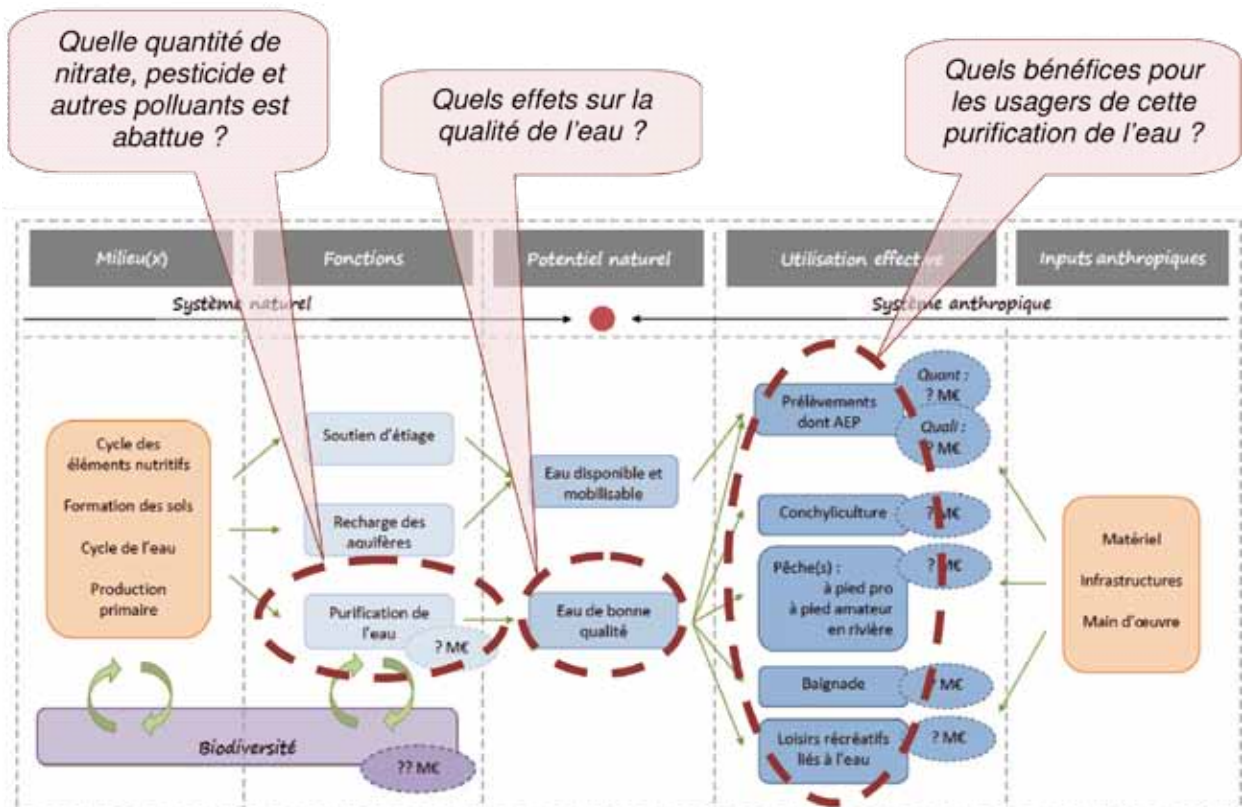 Quelle quantité de
nitrate, pesticide et
autres polluants est
abattue ?
Quels effets sur la
qualité de l'eau ?
Quels bénéfices pour
les usagers de cette
purification de l'eau ?
Milieu(x)
Fonctions
Potentiel naturel
Utilisation effective
Inputs anthropiques
Système naturel
Système anthropique
Cycle des
éléments nutritifs
Formation des sols
Cycle de l'eau
Production
primaire
Soutien d'étiage
Recharge des
aquifères
Purification de
l'eau
? M€
Eau disponible et
mobilisable
Eau de bonne
qualité
Prélèvements
dont AEP
Quant :
? M€
Quali :
? M€
Conchyliculture
? M€
Pêche(s) :
à pied pro
à pied amateur
en rivière
? M€
Baignade
? M€
Loisirs récréatifs
liés à l'eau
? M€
Matériel
Infrastructures
Main d'œuvre
Biodiversité
?? M€